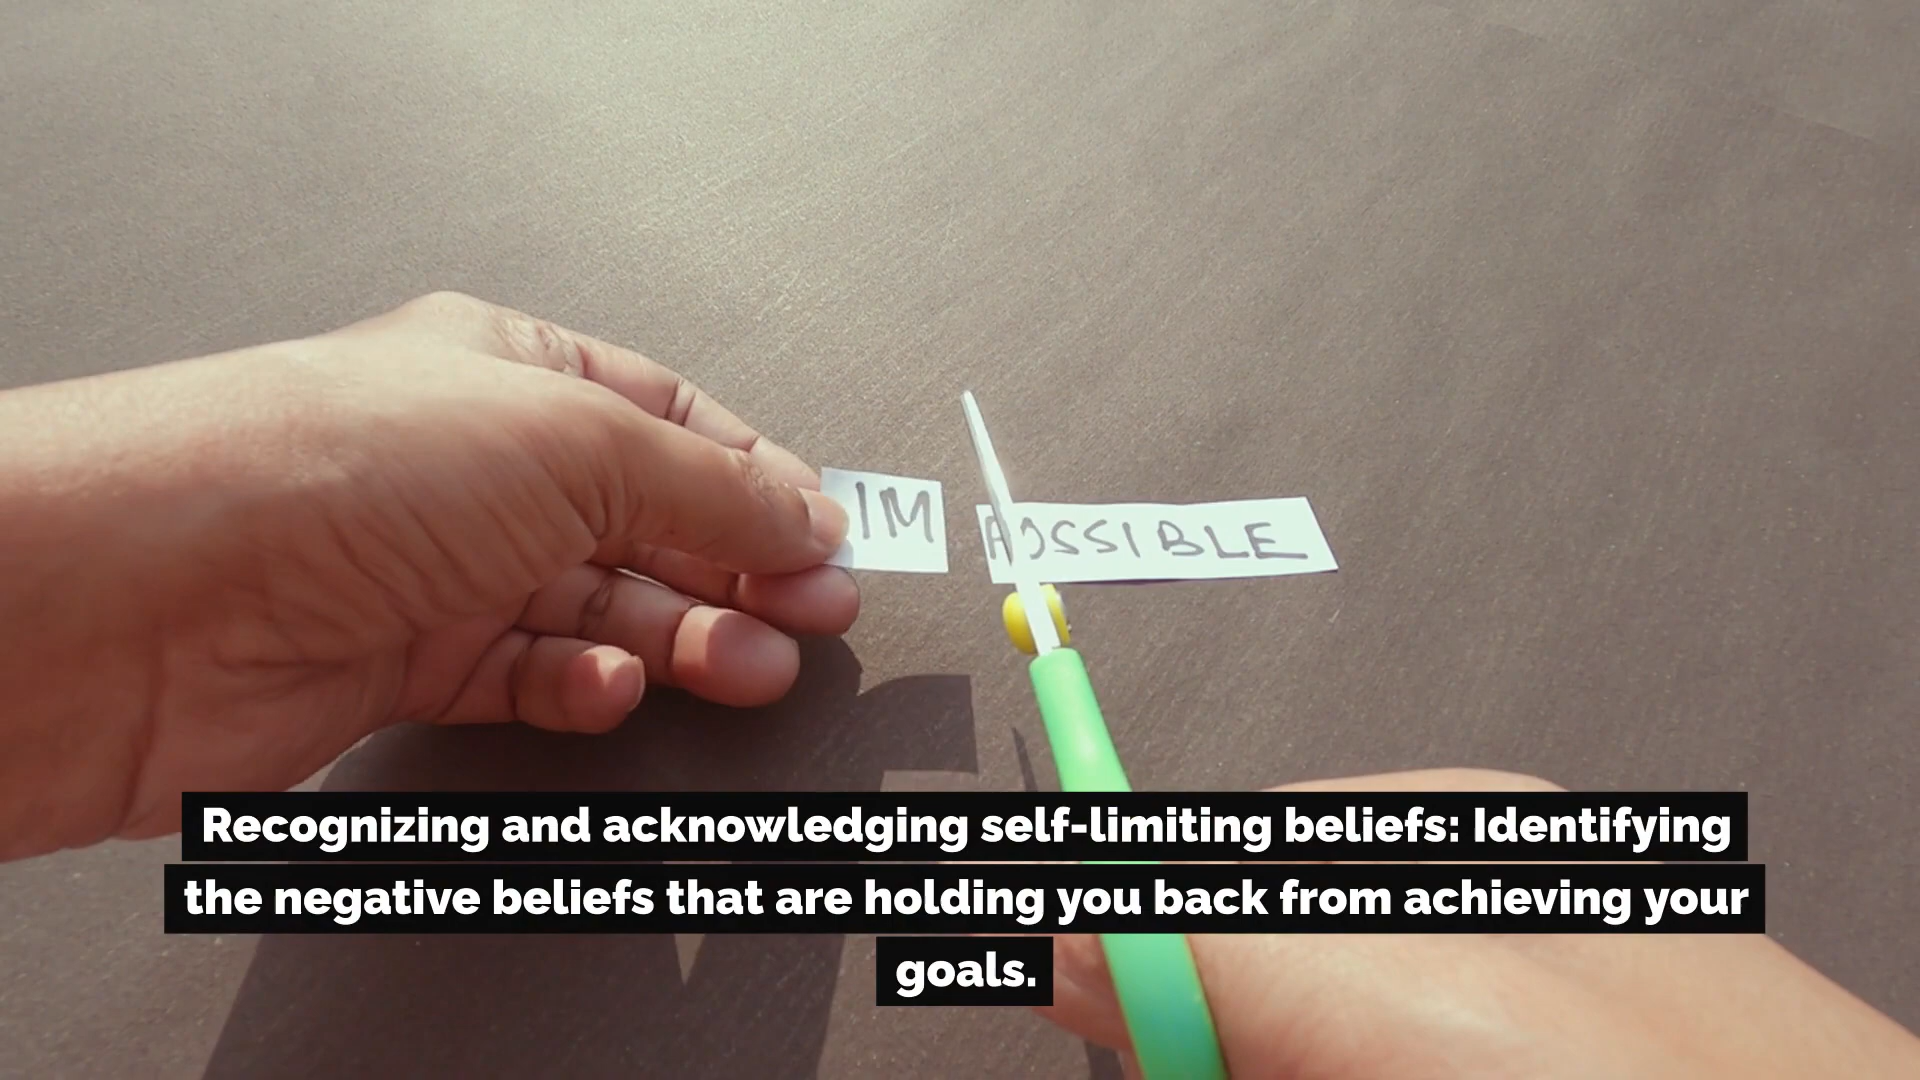 IM POSSIBLE
Recognizing and acknowledging self-limiting beliefs: Identifying
the negative beliefs that are holding you back from achieving your
goals.